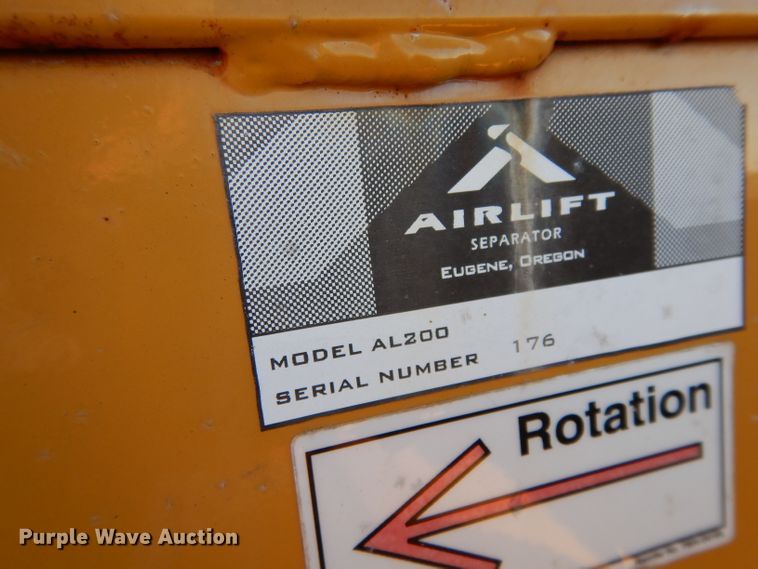 AIRLIFT
SEPARATOR
EUGENE, OREGON
MODEL AL200
SERIAL NUMBER 176
Rotation
Purple Wave Auction